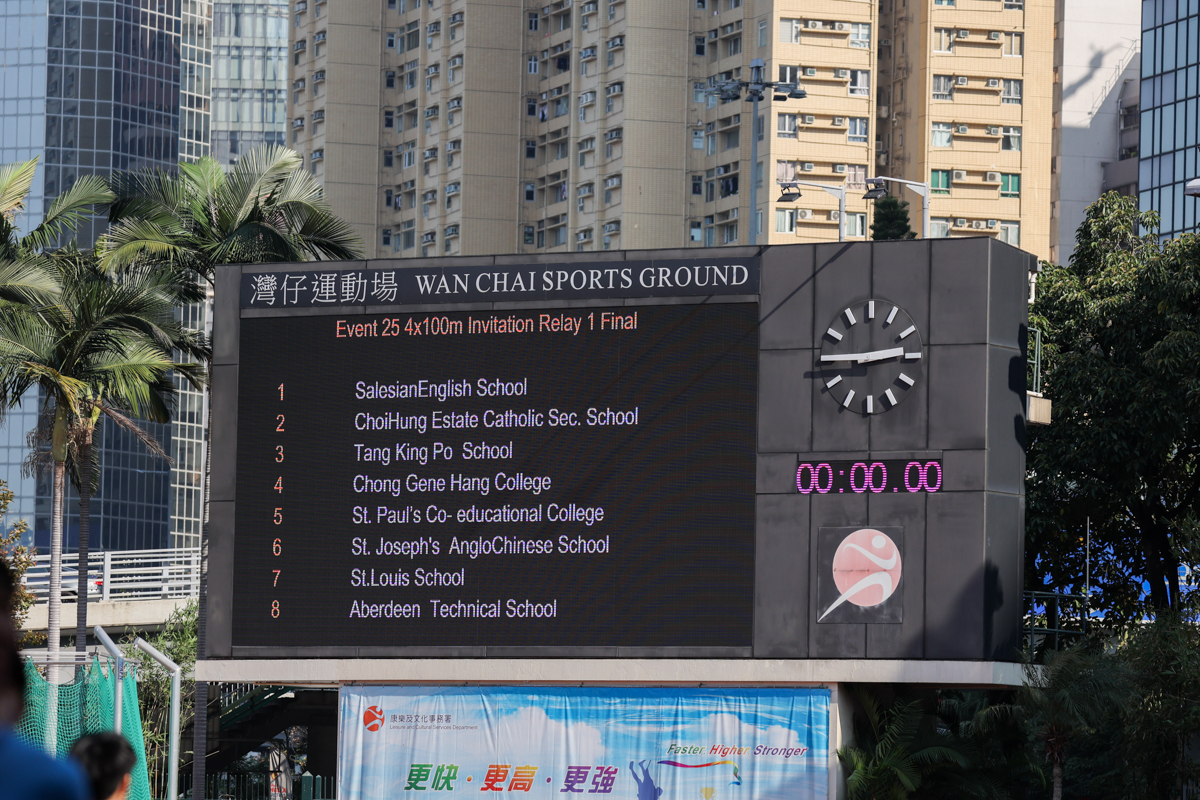 灣仔運動場 WAN CHAI SPORTS GROUND
Event 25 4x100m Invitation Relay 1 Final
1 SalesianEnglish School
2 ChoiHung Estate Catholic Sec. School
3 Tang King Po School
4 Chong Gene Hang College
5 St. Paul's Co- educational College
6 St. Joseph's AngloChinese School
7 St.Louis School
8 Aberdeen Technical School
00:00.00
康樂及文化事務署
Leisure and Cultural Services Department
Faster Higher Stronger
更快·更高·更強